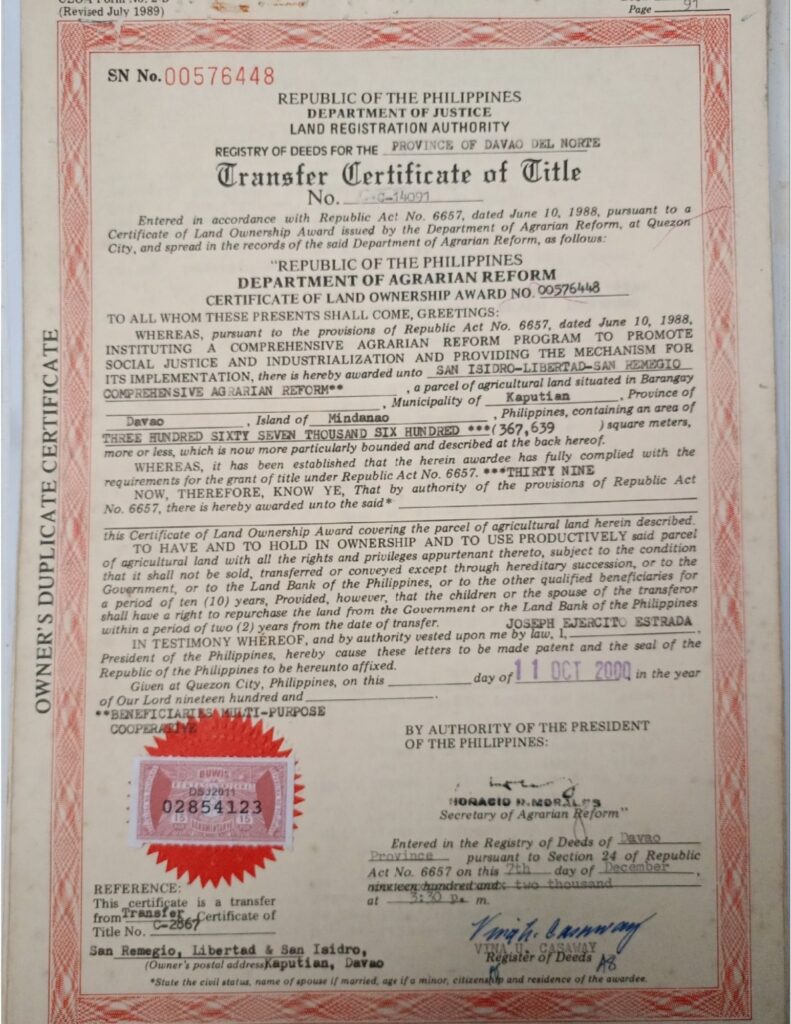 (Revised July 1989)
Page 91
SN No. 00576448
REPUBLIC OF THE PHILIPPINES
DEPARTMENT OF JUSTICE
LAND REGISTRATION AUTHORITY
REGISTRY OF DEEDS FOR THE PROVINCE OF DAVAO DEL NORTE
Transfer Certificate of Title
No. C-14091
Entered in accordance with Republic Act No. 6657, dated June 10, 1988, pursuant to a
Certificate of Land Ownership Award issued by the Department of Agrarian Reform, at Quezon
City, and spread in the records of the said Department of Agrarian Reform, as follows:
"REPUBLIC OF THE PHILIPPINES
DEPARTMENT OF AGRARIAN REFORM
CERTIFICATE OF LAND OWNERSHIP AWARD NO. 00576448
TO ALL WHOM THESE PRESENTS SHALL COME, GREETINGS:
WHEREAS, pursuant to the provisions of Republic Act No. 6657, dated June 10, 1988,
INSTITUTING A COMPREHENSIVE AGRARIAN REFORM PROGRAM TO PROMOTE
SOCIAL JUSTICE AND INDUSTRIALIZATION AND PROVIDING THE MECHANISM FOR
ITS IMPLEMENTATION, there is hereby awarded unto SAN ISIDRO-LIBERTAD-SAN REMEGIO
COMPREHENSIVE AGRARIAN REFORM**, a parcel of agricultural land situated in Barangay
, Municipality of Kaputian, Province of
Davao, Island of Mindanao, Philippines, containing an area of
THREE HUNDRED SIXTY SEVEN THOUSAND SIX HUNDRED ***(367,639 ) square meters,
more or less, which is now more particularly bounded and described at the back hereof.
WHEREAS, it has been established that the herein awardee has fully complied with the
requirements for the grant of title under Republic Act No. 6657. ***THIRTY NINE
NOW, THEREFORE, KNOW YE, That by authority of the provisions of Republic Act
No. 6657, there is hereby awarded unto the said*
this Certificate of Land Ownership Award covering the parcel of agricultural land herein described.
TO HAVE AND TO HOLD IN OWNERSHIP AND TO USE PRODUCTIVELY said parcel
of agricultural land with all the rights and privileges appurtenant thereto, subject to the condition
that it shall not be sold, transferred or conveyed except through hereditary succession, or to the
Government, or to the Land Bank of the Philippines, or to the other qualified beneficiaries for
a period of ten (10) years, Provided, however, that the children or the spouse of the transferor
shall have a right to repurchase the land from the Government or the Land Bank of the Philippines
within a period of two (2) years from the date of transfer. JOSEPH EJERCITO ESTRADA
IN TESTIMONY WHEREOF, and by authority vested upon me by law, I,
President of the Philippines, hereby cause these letters to be made patent and the seal of the
Republic of the Philippines to be hereunto affixed.
Given at Quezon City, Philippines, on this day of 11 OCT 2000 in the year
of Our Lord nineteen hundred and
**BENEFICIARIES MULTI-PURPOSE
COOPERATIVE
BY AUTHORITY OF THE PRESIDENT
OF THE PHILIPPINES:
BUWIS
DSJ2011
02854123
15 15
HORACIO R. MORALES
Secretary of Agrarian Reform"
Entered in the Registry of Deeds of Davao
Province pursuant to Section 24 of Republic
Act No. 6657 on this 7th day of December,
nineteen hundred and two thousand
at 3:30 p. m.
REFERENCE:
This certificate is a transfer
from Transfer Certificate of
Title No. C-2867
Vina U. Casaway
VINA U. CASAWAY
Register of Deeds
San Remegio, Libertad & San Isidro,
(Owner's postal address) Kaputian, Davao
*State the civil status, name of spouse if married, age if a minor, citizenship and residence of the awardee.
OWNER'S DUPLICATE CERTIFICATE